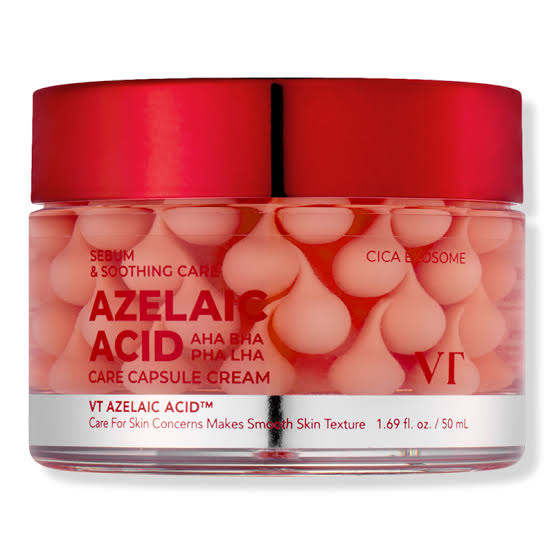 SEBUM
& SOOTHING CARE
CICA EXOSOME
AZELAIC
ACID AHA BHA
PHA LHA
CARE CAPSULE CREAM
VT
VT AZELAIC ACID™
Care For Skin Concerns Makes Smooth Skin Texture 1.69 fl. oz. / 50 mL